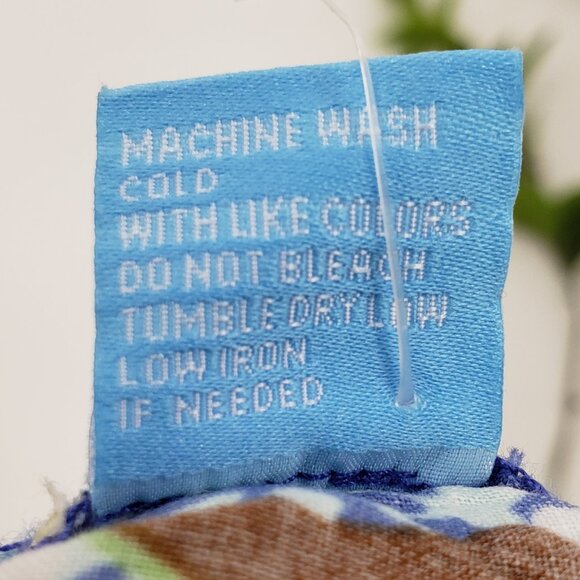 MACHINE WASH
COLD
WITH LIKE COLORS
DO NOT BLEACH
TUMBLE DRY LOW
LOW IRON
IF NEEDED